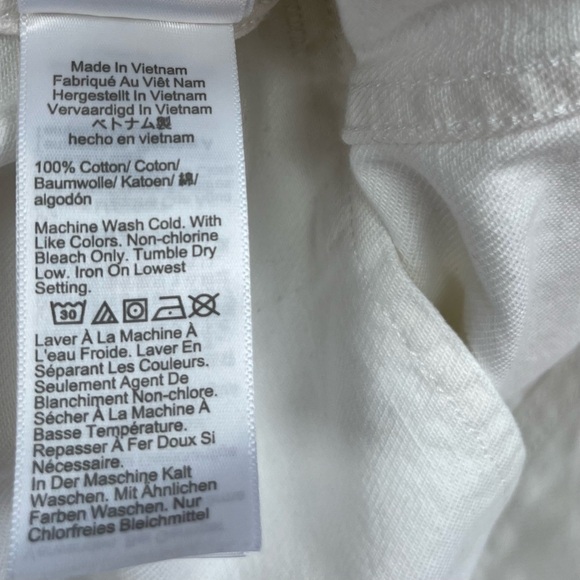 Made In Vietnam
Fabriqué Au Viêt Nam
Hergestellt In Vietnam
Vervaardigd In Vietnam
ベトナム製
hecho en vietnam
100% Cotton/ Coton/
Baumwolle/ Katoen/ 綿/
algodón
Machine Wash Cold. With
Like Colors. Non-chlorine
Bleach Only. Tumble Dry
Low. Iron On Lowest
Setting.
30
Laver À La Machine À
L'eau Froide. Laver En
Séparant Les Couleurs.
Seulement Agent De
Blanchiment Non-chlore.
Sécher À La Machine À
Basse Température.
Repasser À Fer Doux Si
Nécessaire.
In Der Maschine Kalt
Waschen. Mit Ähnlichen
Farben Waschen. Nur
Chlorfreies Bleichmittel